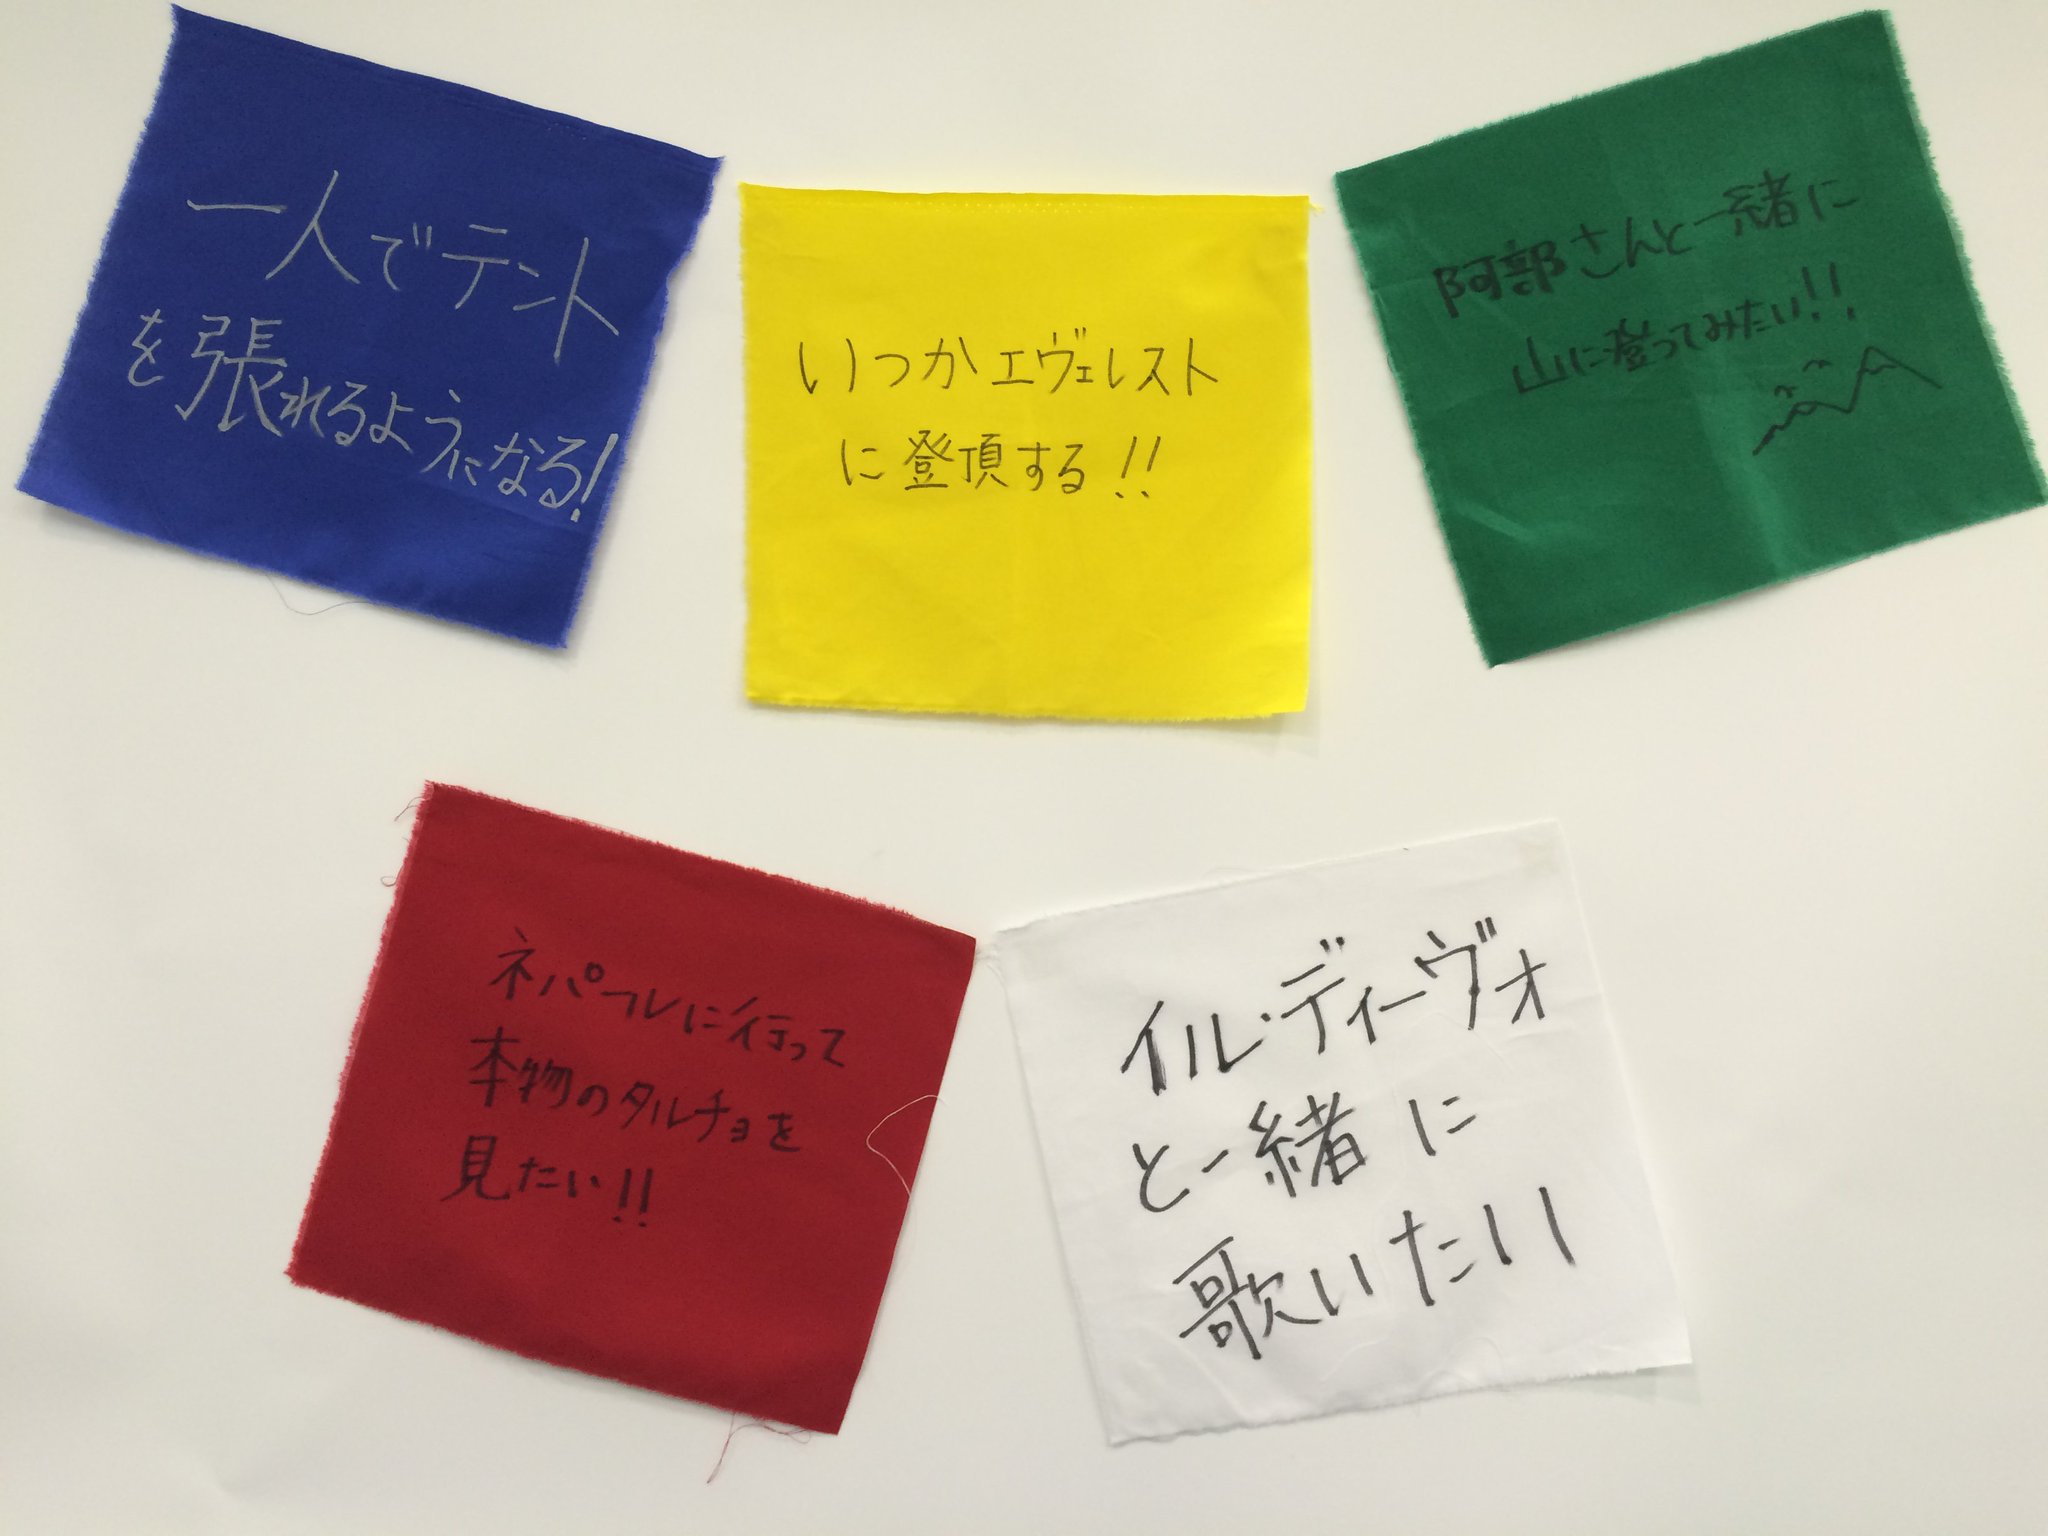 一人でテント
を張れるようになる!
いつかエヴェレスト
に登頂する!!
阿部さんと一緒に
山に登ってみたい!!
ネパールに行って
本物のタルチョを
見たい!!
イル・ディーヴォ
と一緒に
歌いたい